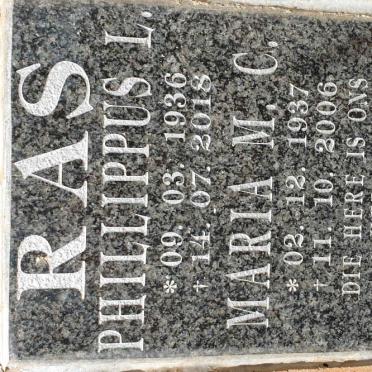 RAS
PHILLIPPUS L.
* 09. 03. 1936
† 14. 07. 2018
MARIA M. C.
* 02. 12. 1937
† 11. 10. 2006
DIE HERE IS ONS